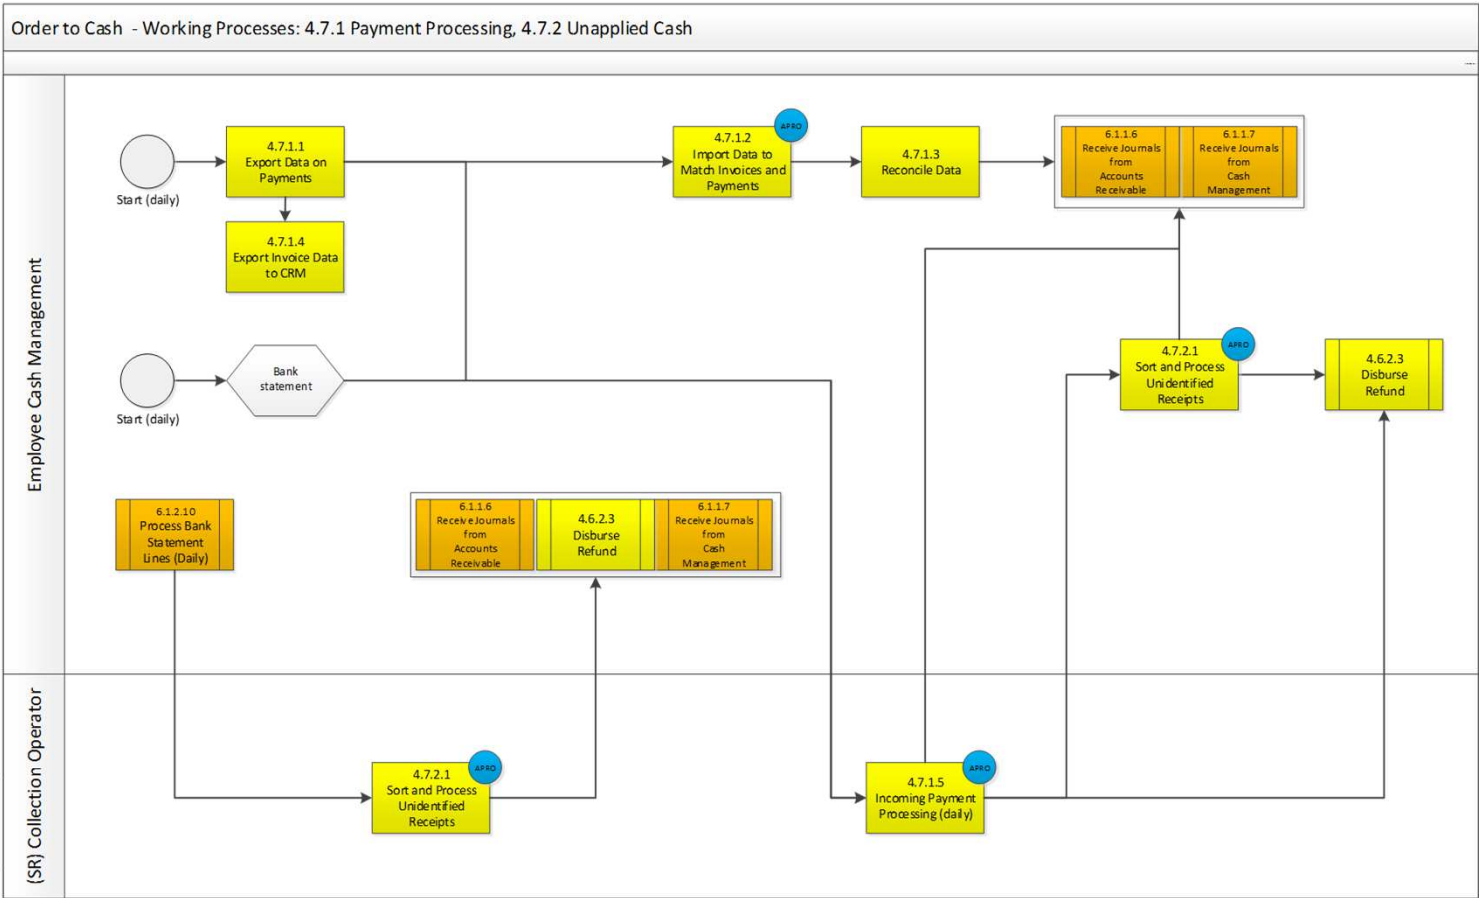 Order to Cash - Working Processes: 4.7.1 Payment Processing, 4.7.2 Unapplied Cash
Employee Cash Management
Start (daily)
4.7.1.1
Export Data on
Payments
4.7.1.4
Export Invoice Data
to CRM
APRO
4.7.1.2
Import Data to
Match Invoices and
Payments
4.7.1.3
Reconcile Data
6.1.1.6
Receive Journals
from
Accounts
Receivable
6.1.1.7
Receive Journals
from
Cash
Management
Start (daily)
Bank
statement
APRO
4.7.2.1
Sort and Process
Unidentified
Receipts
4.6.2.3
Disburse
Refund
6.1.2.10
Process Bank
Statement
Lines (Daily)
6.1.1.6
Receive Journals
from
Accounts
Receivable
4.6.2.3
Disburse
Refund
6.1.1.7
Receive Journals
from
Cash
Management
(SR) Collection Operator
APRO
4.7.2.1
Sort and Process
Unidentified
Receipts
APRO
4.7.1.5
Incoming Payment
Processing (daily)